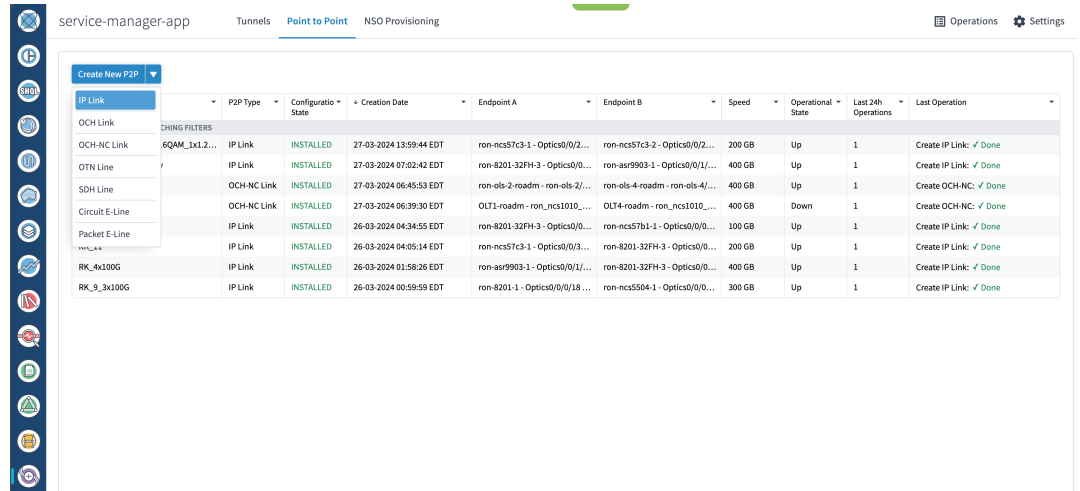 service-manager-app Tunnels Point to Point NSO Provisioning Operations Settings
SHQL
Create New P2P
IP Link
OCH Link
OCH-NC Link
OTN Line
SDH Line
Circuit E-Line
Packet E-Line
P2P Type Configuratio State Creation Date Endpoint A Endpoint B Speed Operational State Last 24h Operations Last Operation
CHING FILTERS
6QAM_1x1.2... IP Link INSTALLED 27-03-2024 13:59:44 EDT ron-ncs57c3-1 - Optics0/0/2... ron-ncs57c3-2 - Optics0/0/2... 200 GB Up 1 Create IP Link: ✓ Done
IP Link INSTALLED 27-03-2024 07:02:42 EDT ron-8201-32FH-3 - Optics0/0... ron-asr9903-1 - Optics0/0/1/... 400 GB Up 1 Create IP Link: ✓ Done
OCH-NC Link INSTALLED 27-03-2024 06:45:53 EDT ron-ols-2-roadm - ron-ols-2/... ron-ols-4-roadm - ron-ols-4/... 400 GB Up 1 Create OCH-NC: ✓ Done
OCH-NC Link INSTALLED 27-03-2024 06:39:30 EDT OLT1-roadm - ron_ncs1010_... OLT4-roadm - ron_ncs1010_... 400 GB Down 1 Create OCH-NC: ✓ Done
IP Link INSTALLED 26-03-2024 04:34:55 EDT ron-8201-32FH-3 - Optics0/0... ron-ncs57b1-1 - Optics0/0/0... 100 GB Up 1 Create IP Link: ✓ Done
IP Link INSTALLED 26-03-2024 04:05:14 EDT ron-ncs57c3-1 - Optics0/0/3... ron-8201-32FH-3 - Optics0/0... 200 GB Up 1 Create IP Link: ✓ Done
RK_4x100G IP Link INSTALLED 26-03-2024 01:58:26 EDT ron-asr9903-1 - Optics0/0/1/... ron-8201-32FH-3 - Optics0/0... 400 GB Up 1 Create IP Link: ✓ Done
RK_9_3x100G IP Link INSTALLED 26-03-2024 00:59:59 EDT ron-8201-1 - Optics0/0/0/18 ... ron-ncs5504-1 - Optics0/0/0... 300 GB Up 1 Create IP Link: ✓ Done